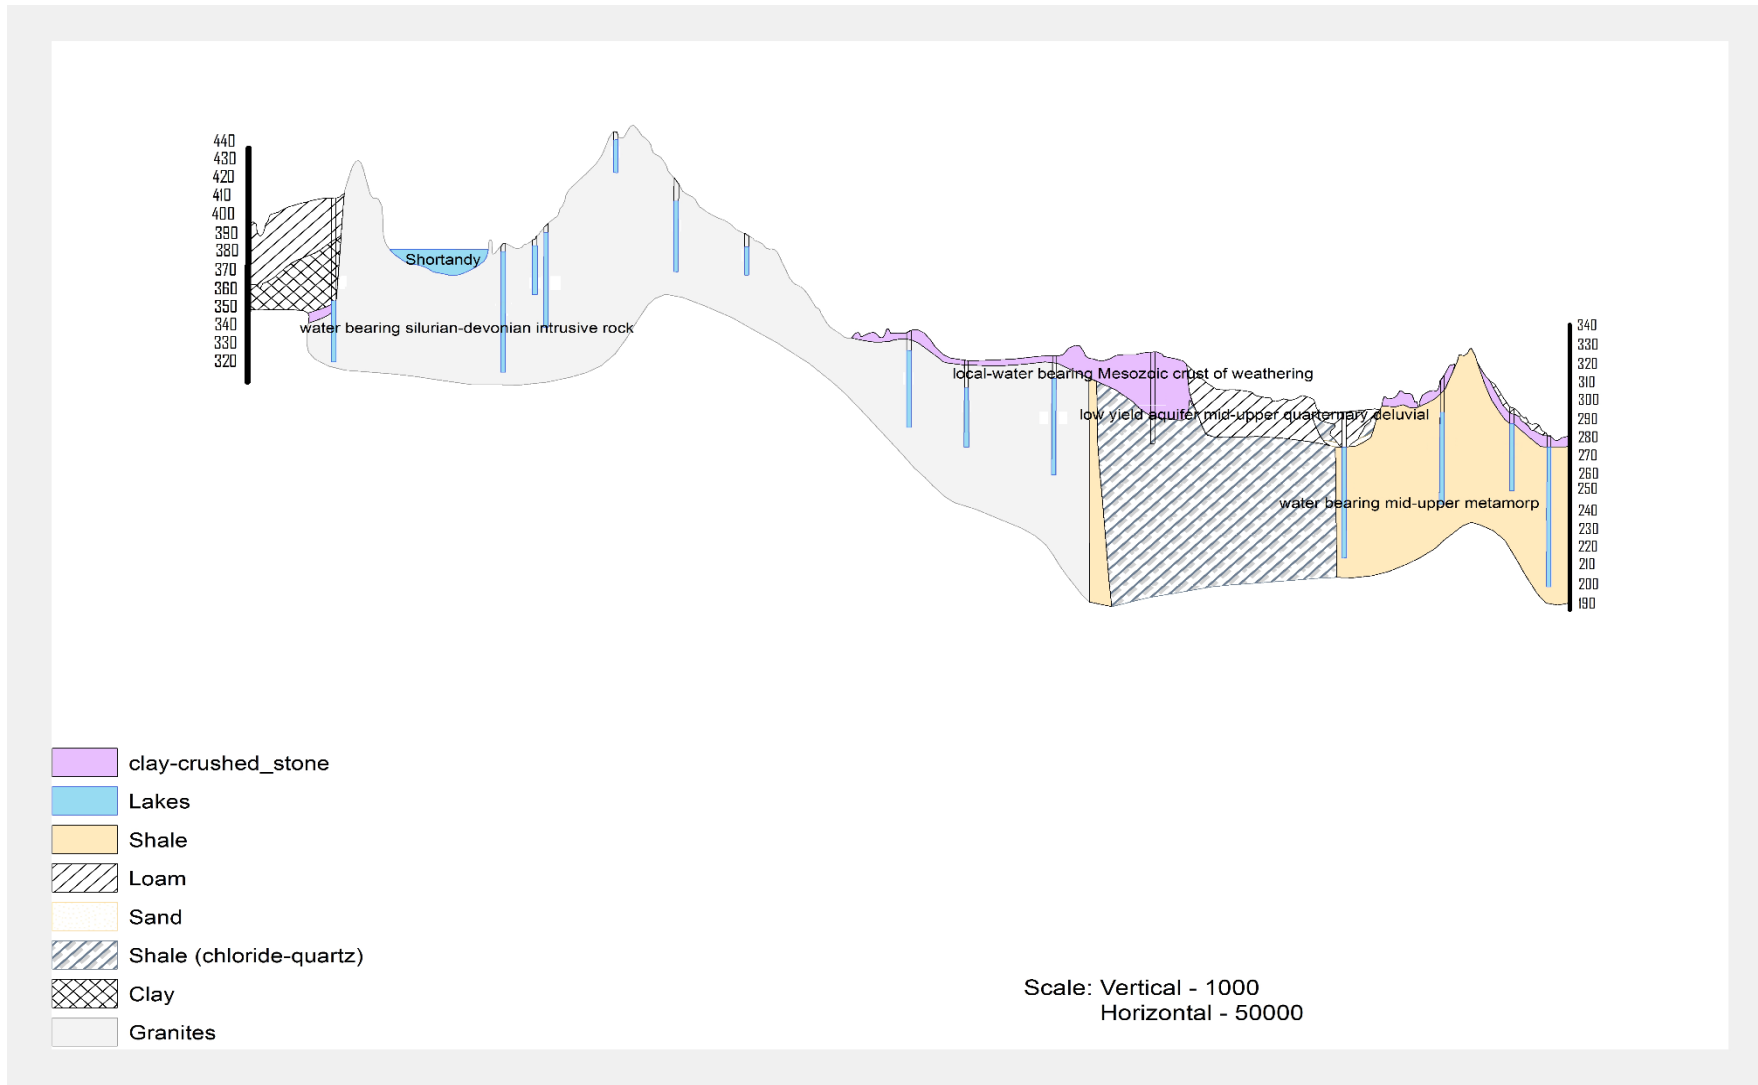 440
430
420
410
400
390
380
370
360
350
340
330
320
Shortandy
water bearing silurian-devonian intrusive rock
340
330
320
310
300
290
280
270
260
250
240
230
220
210
200
190
local-water bearing Mesozoic crust of weathering
low yield aquifer mid-upper quarternary deluvial
water bearing mid-upper metamorp
clay-crushed_stone
Lakes
Shale
Loam
Sand
Shale (chloride-quartz)
Clay
Granites
Scale: Vertical - 1000
Horizontal - 50000